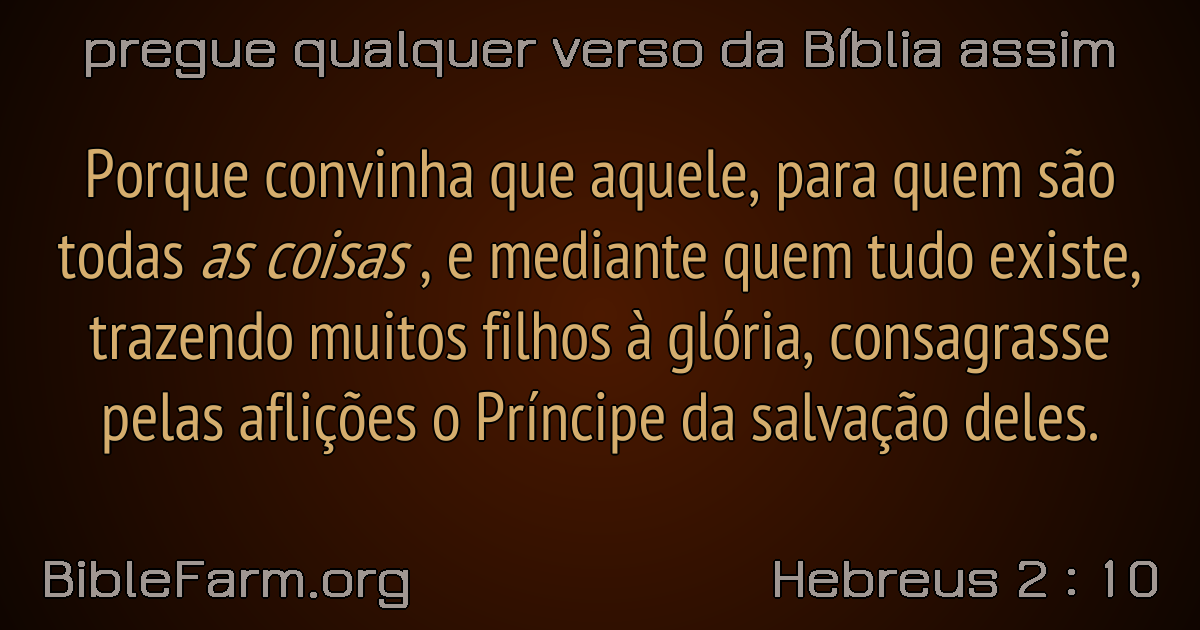 pregue qualquer verso da Bíblia assim
Porque convinha que aquele, para quem são
todas as coisas , e mediante quem tudo existe,
trazendo muitos filhos à glória, consagrasse
pelas aflições o Príncipe da salvação deles.
BibleFarm.org
Hebreus 2 : 10